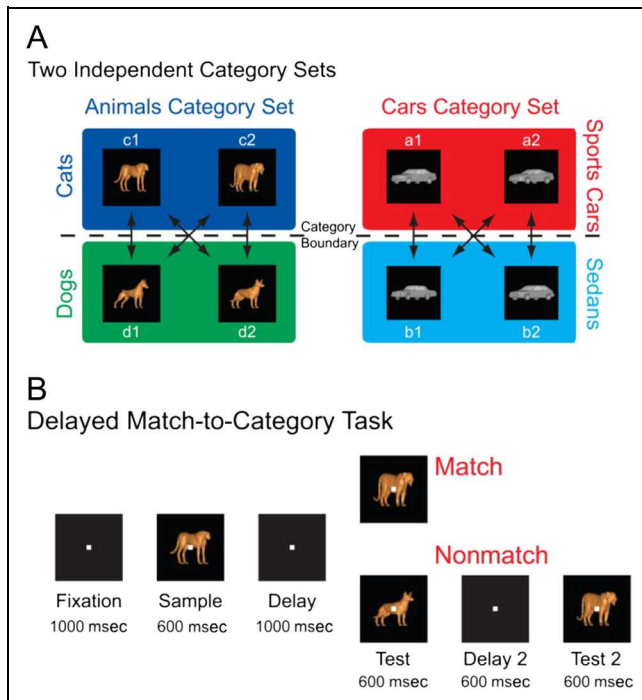 A
Two Independent Category Sets
Animals Category Set
Cars Category Set
Cats
c1
c2
a1
a2
Sports Cars
Category
Boundary
Dogs
d1
d2
b1
b2
Sedans
B
Delayed Match-to-Category Task
Match
Nonmatch
Fixation
1000 msec
Sample
600 msec
Delay
1000 msec
Test
600 msec
Delay 2
600 msec
Test 2
600 msec